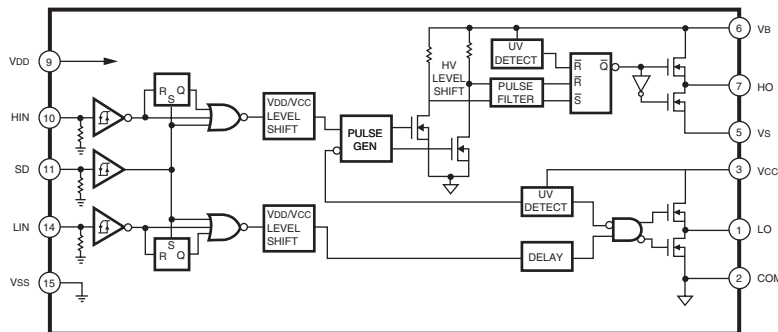 6 VB
UV
DETECT
VDD 9
HV
LEVEL
SHIFT
R Q
R
S
Q
R Q
S
PULSE
FILTER
7 HO
HIN 10
VDD/VCC
LEVEL
SHIFT
PULSE
GEN
5 VS
SD 11
3 VCC
UV
DETECT
LIN 14
S
R Q
VDD/VCC
LEVEL
SHIFT
1 LO
DELAY
VSS 15
2 COM